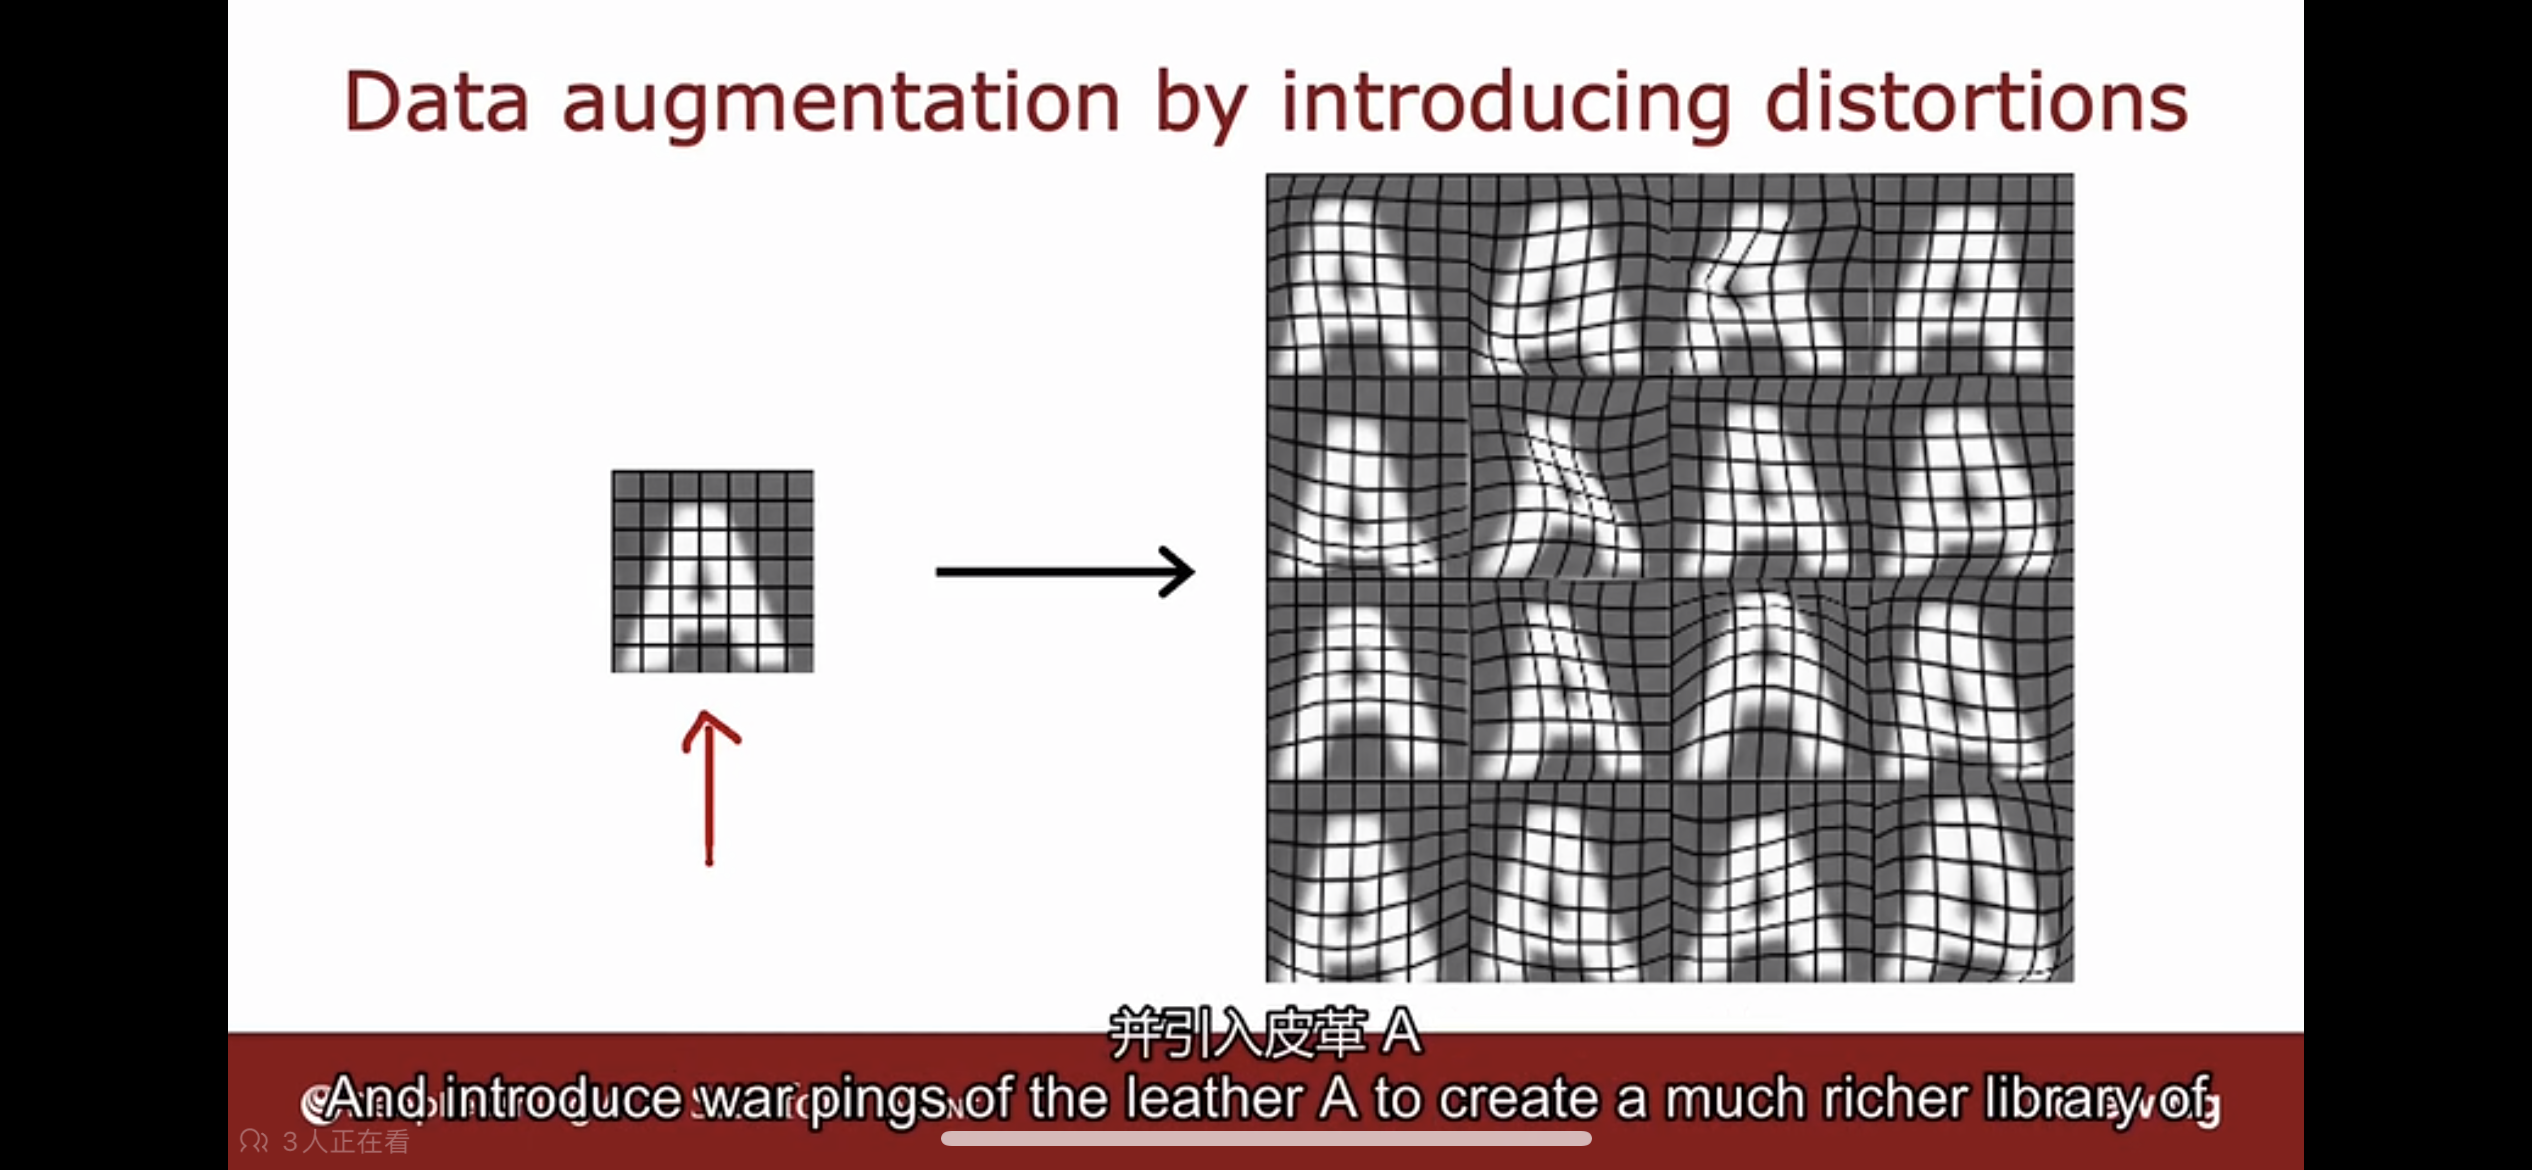 Data augmentation by introducing distortions
并引入皮革 A
And introduce war pings of the leather A to create a much richer library of
3人正在看